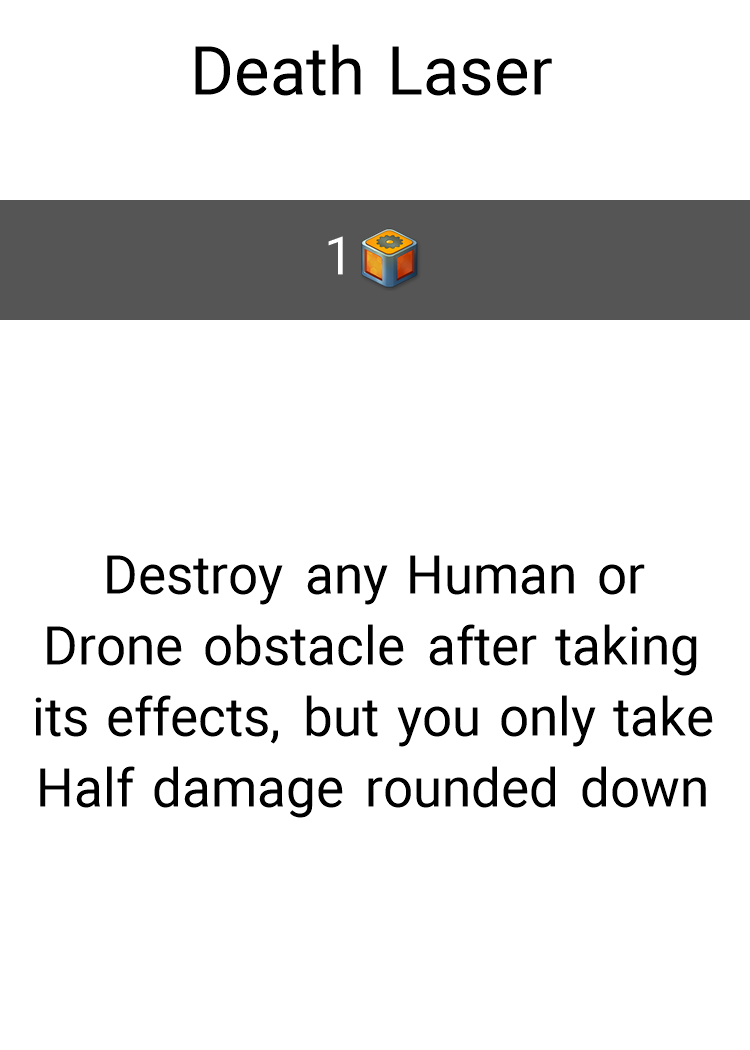 Death Laser
1
Destroy any Human or
Drone obstacle after taking
its effects, but you only take
Half damage rounded down